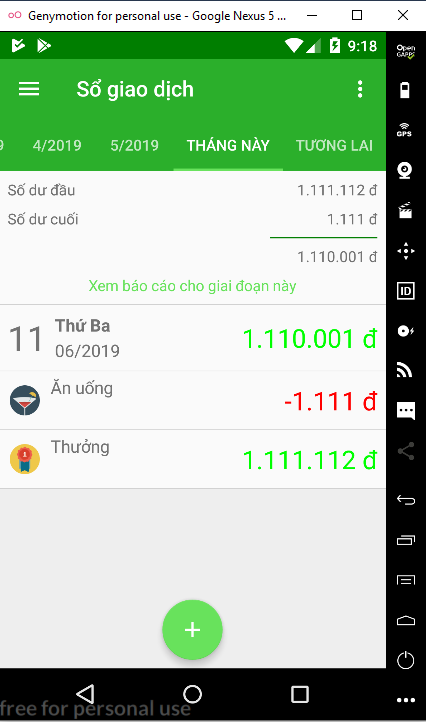 Genymotion for personal use - Google Nexus 5 ...
9:18
Open
GAPPS
Sổ giao dịch
9
4/2019
5/2019
THÁNG NÀY
TƯƠNG LAI
GPS
Số dư đầu
1.111.112 đ
Số dư cuối
1.111 đ
1.110.001 đ
Xem báo cáo cho giai đoạn này
ID
11
Thứ Ba
06/2019
1.110.001 đ
Ăn uống
-1.111 đ
1
Thưởng
1.111.112 đ
+
free for personal use